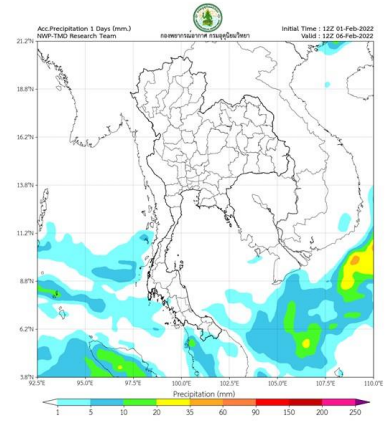 Acc.Precipitation 1 Days (mm.)
NWP-TMD Research Team
กองพยากรณ์อากาศ กรมอุตุนิยมวิทยา
Initial Time : 12Z 01-Feb-2022
Valid : 12Z 06-Feb-2022
21.2°N
18.8°N
16.2°N
13.8°N
11.2°N
8.8°N
6.2°N
3.8°N
92.5°E 95.0°E 97.5°E 100.0°E 102.5°E 105.0°E 107.5°E 110.0°E
Precipitation (mm)
1 5 10 20 35 60 90 150 200 250